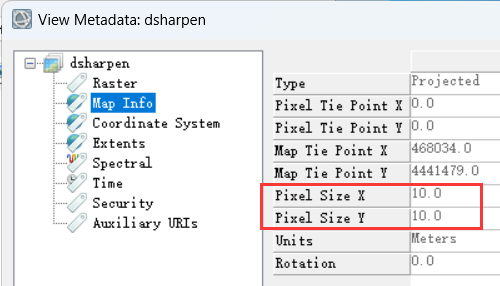 View Metadata: dsharpen
dsharpen
Raster
Map Info
Coordinate System
Extents
Spectral
Time
Security
Auxiliary URIs
Type Projected
Pixel Tie Point X 0.0
Pixel Tie Point Y 0.0
Map Tie Point X 468034.0
Map Tie Point Y 4441479.0
Pixel Size X 10.0
Pixel Size Y 10.0
Units Meters
Rotation 0.0